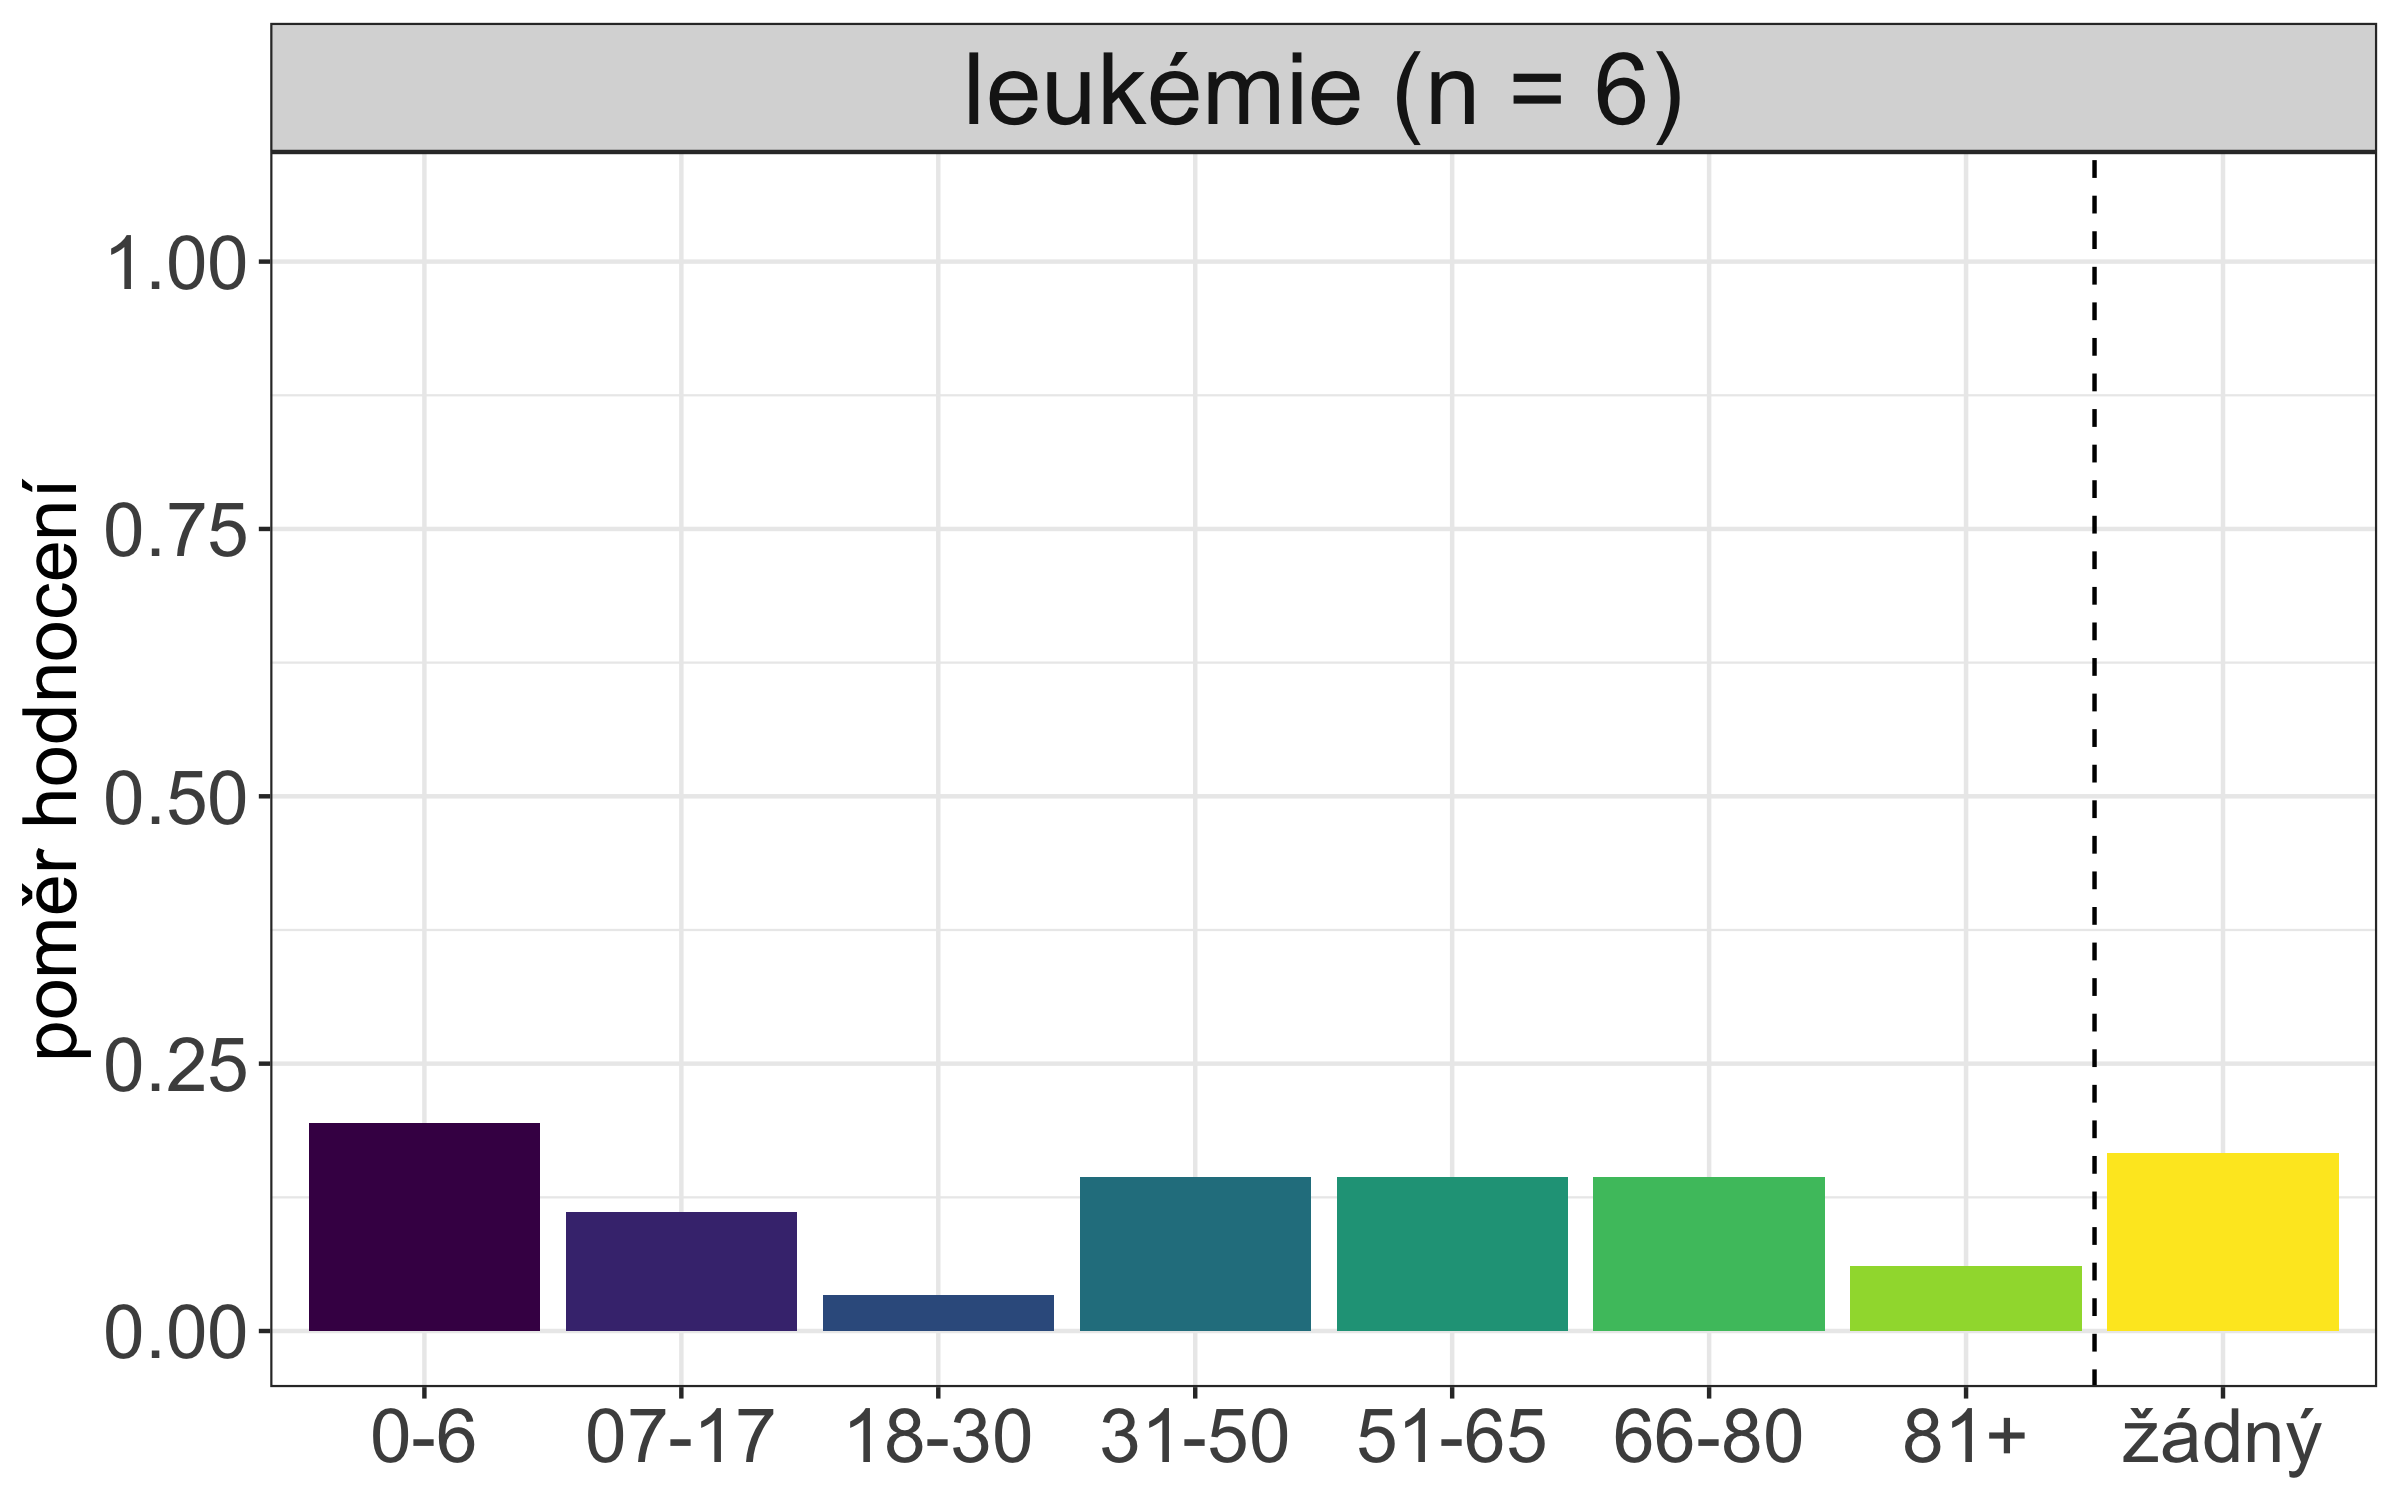 leukémie (n = 6)
poměr hodnocení
1.00
0.75
0.50
0.25
0.00
0-6 07-17 18-30 31-50 51-65 66-80 81+ žádný